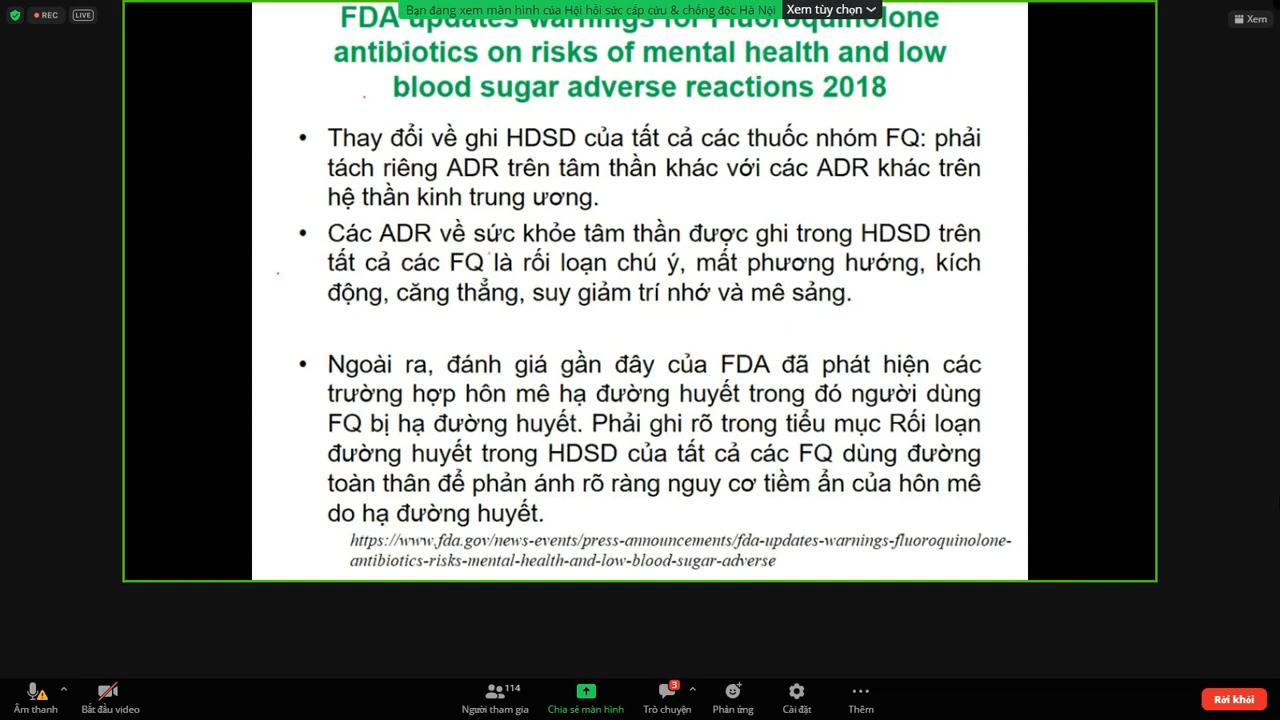 REC
LIVE
Bạn đang xem màn hình của Hội hồi sức cấp cứu & chống độc Hà Nội
Xem tùy chọn
Xem
FDA updates warnings for Fluoroquinolone
antibiotics on risks of mental health and low
blood sugar adverse reactions 2018
• Thay đổi về ghi HDSD của tất cả các thuốc nhóm FQ: phải
tách riêng ADR trên tâm thần khác với các ADR khác trên
hệ thần kinh trung ương.
• Các ADR về sức khỏe tâm thần được ghi trong HDSD trên
tất cả các FQ là rối loạn chú ý, mất phương hướng, kích
động, căng thẳng, suy giảm trí nhớ và mê sảng.
• Ngoài ra, đánh giá gần đây của FDA đã phát hiện các
trường hợp hôn mê hạ đường huyết trong đó người dùng
FQ bị hạ đường huyết. Phải ghi rõ trong tiểu mục Rối loạn
đường huyết trong HDSD của tất cả các FQ dùng đường
toàn thân để phản ánh rõ ràng nguy cơ tiềm ẩn của hôn mê
do hạ đường huyết.
https://www.fda.gov/news-events/press-announcements/fda-updates-warnings-fluoroquinolone-
antibiotics-risks-mental-health-and-low-blood-sugar-adverse
114
3
Âm thanh
Bắt đầu video
Người tham gia
Chia sẻ màn hình
Trò chuyện
Phản ứng
Cài đặt
Thêm
Rời khỏi